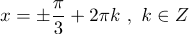 x = ± π/3 + 2πk , k ∈ Z